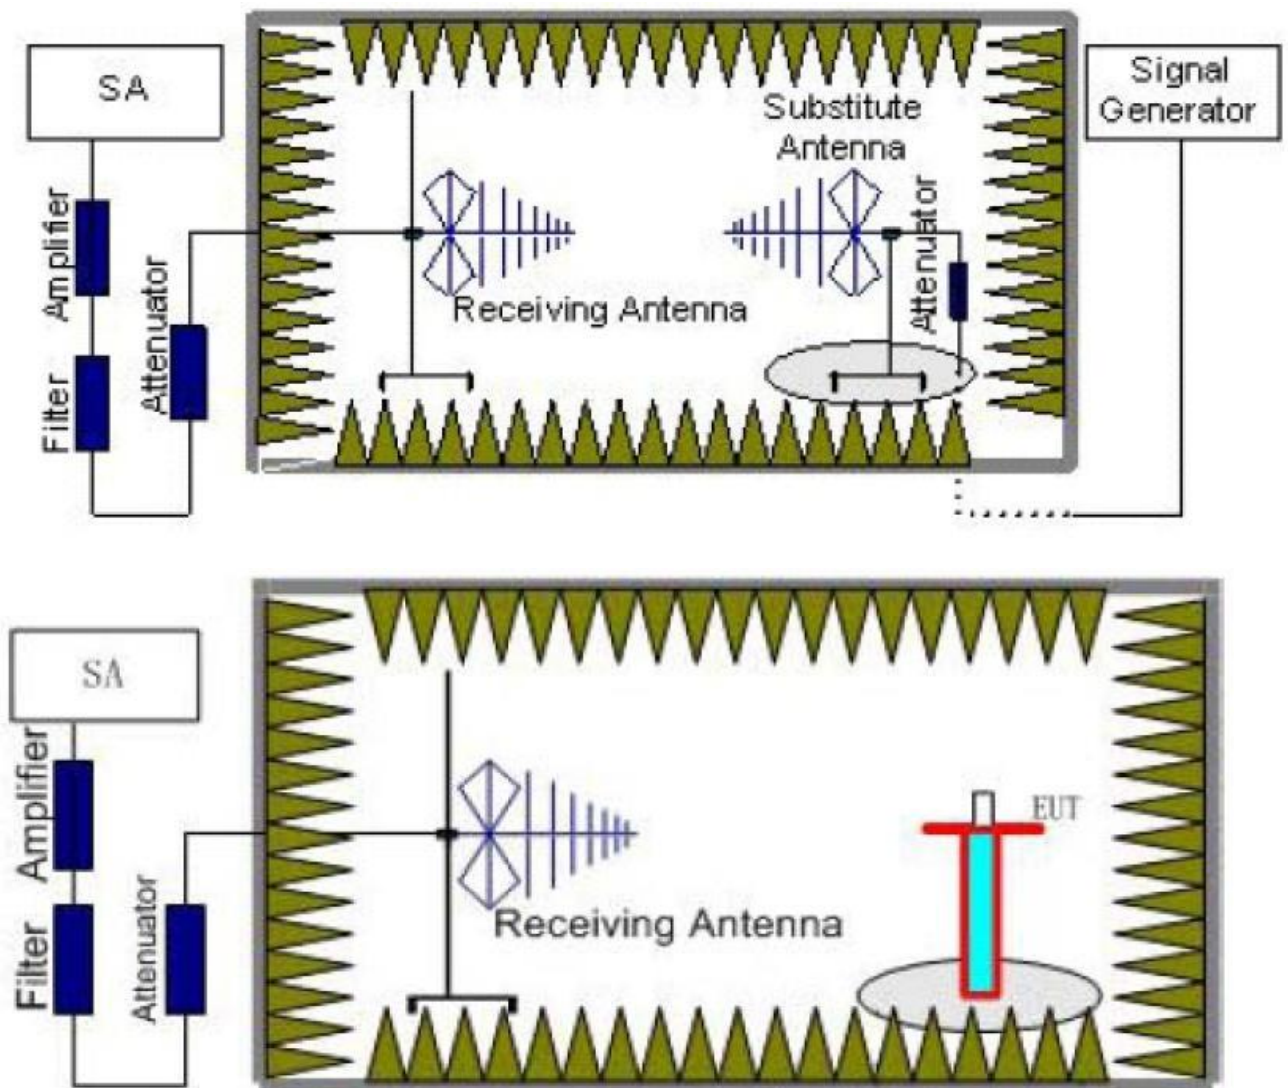 SA
Signal
Generator
Substitute
Antenna
Amplifier
Attenuator
Attenuator
Receiving Antenna
Filter
SA
Amplifier
EUT
Attenuator
Receiving Antenna
Filter